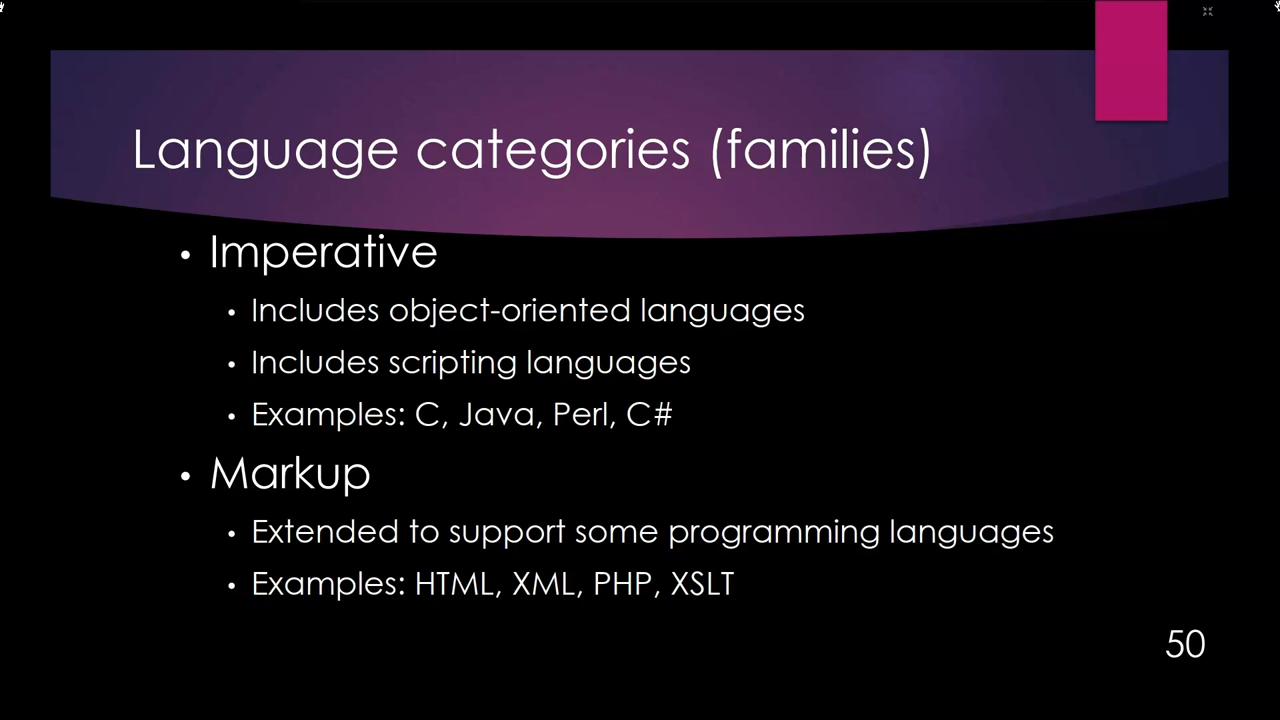 Language categories (families)
• Imperative
• Includes object-oriented languages
• Includes scripting languages
• Examples: C, Java, Perl, C#
• Markup
• Extended to support some programming languages
• Examples: HTML, XML, PHP, XSLT
50